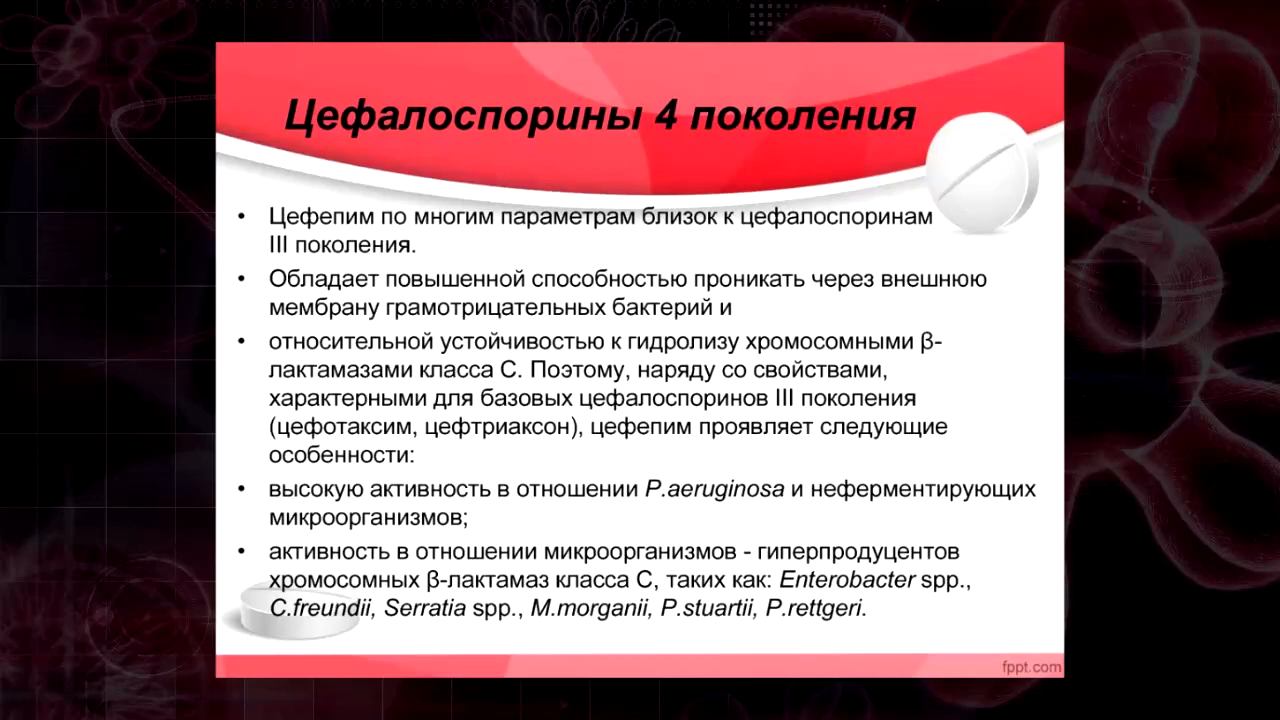 Цефалоспорины 4 поколения
• Цефепим по многим параметрам близок к цефалоспоринам
III поколения.
• Обладает повышенной способностью проникать через внешнюю
мембрану грамотрицательных бактерий и
• относительной устойчивостью к гидролизу хромосомными β-
лактамазами класса С. Поэтому, наряду со свойствами,
характерными для базовых цефалоспоринов III поколения
(цефотаксим, цефтриаксон), цефепим проявляет следующие
особенности:
• высокую активность в отношении P.aeruginosa и неферментирующих
микроорганизмов;
• активность в отношении микроорганизмов - гиперпродуцентов
хромосомных β-лактамаз класса С, таких как: Enterobacter spp.,
C.freundii, Serratia spp., M.morganii, P.stuartii, P.rettgeri.
fppt.com